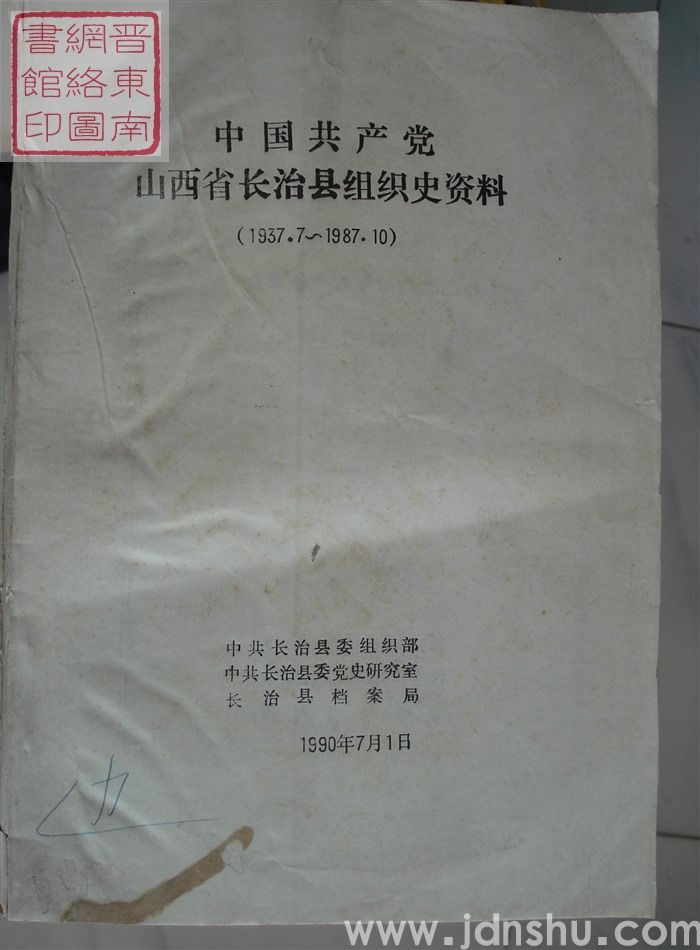 晋東南
網絡圖
書館印
中国共产党
山西省长治县组织史资料
(1937.7～1987.10)
中共长治县委组织部
中共长治县委党史研究室
长治县档案局
1990年7月1日
www.jdnshu.com